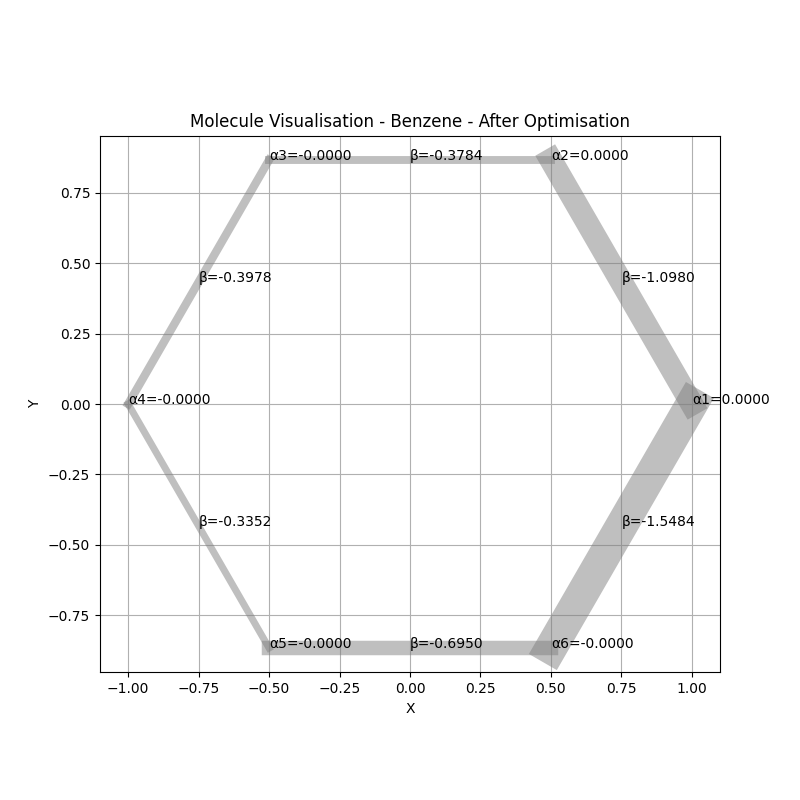 Molecule Visualisation - Benzene - After Optimisation
α3=-0.0000
β=-0.3784
α2=0.0000
0.75
0.50
β=-0.3978
β=-1.0980
0.25
0.00
α4=-0.0000
α1=0.0000
Y
−0.25
β=-0.3352
β=-1.5484
−0.50
−0.75
α5=-0.0000
β=-0.6950
α6=-0.0000
−1.00 −0.75 −0.50 −0.25 0.00 0.25 0.50 0.75 1.00
X